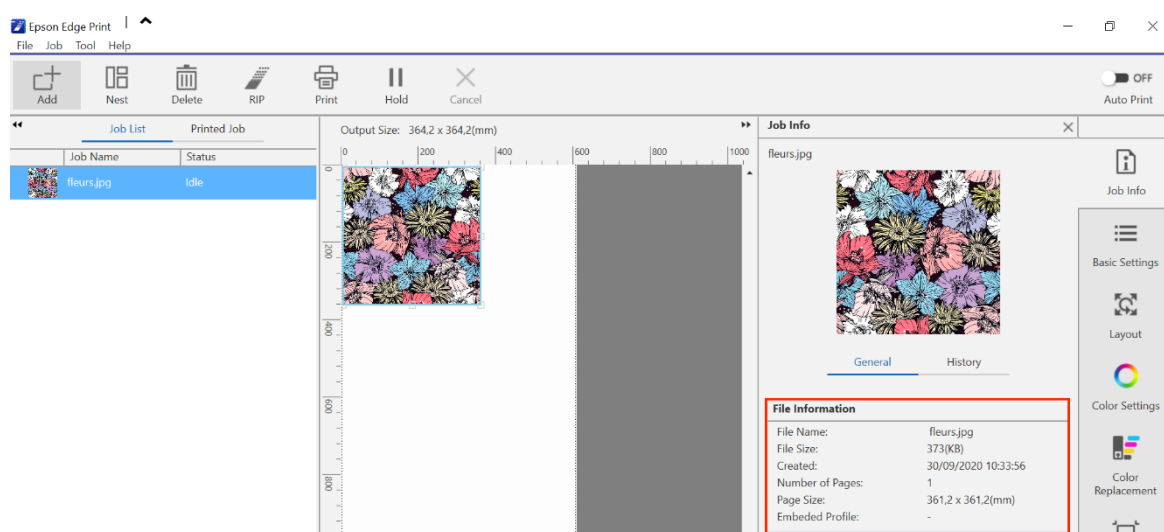 Epson Edge Print
File Job Tool Help
Add Nest Delete RIP Print Hold Cancel
OFF
Auto Print
Job List Printed Job
Job Name Status
fleurs.jpg Idle
Output Size: 364,2 x 364,2(mm)
0 200 400 600 800 1000
0
200
400
600
800
Job Info
fleurs.jpg
General History
File Information
File Name: fleurs.jpg
File Size: 373(KB)
Created: 30/09/2020 10:33:56
Number of Pages: 1
Page Size: 361,2 x 361,2(mm)
Embeded Profile: -
Job Info
Basic Settings
Layout
Color Settings
Color
Replacement